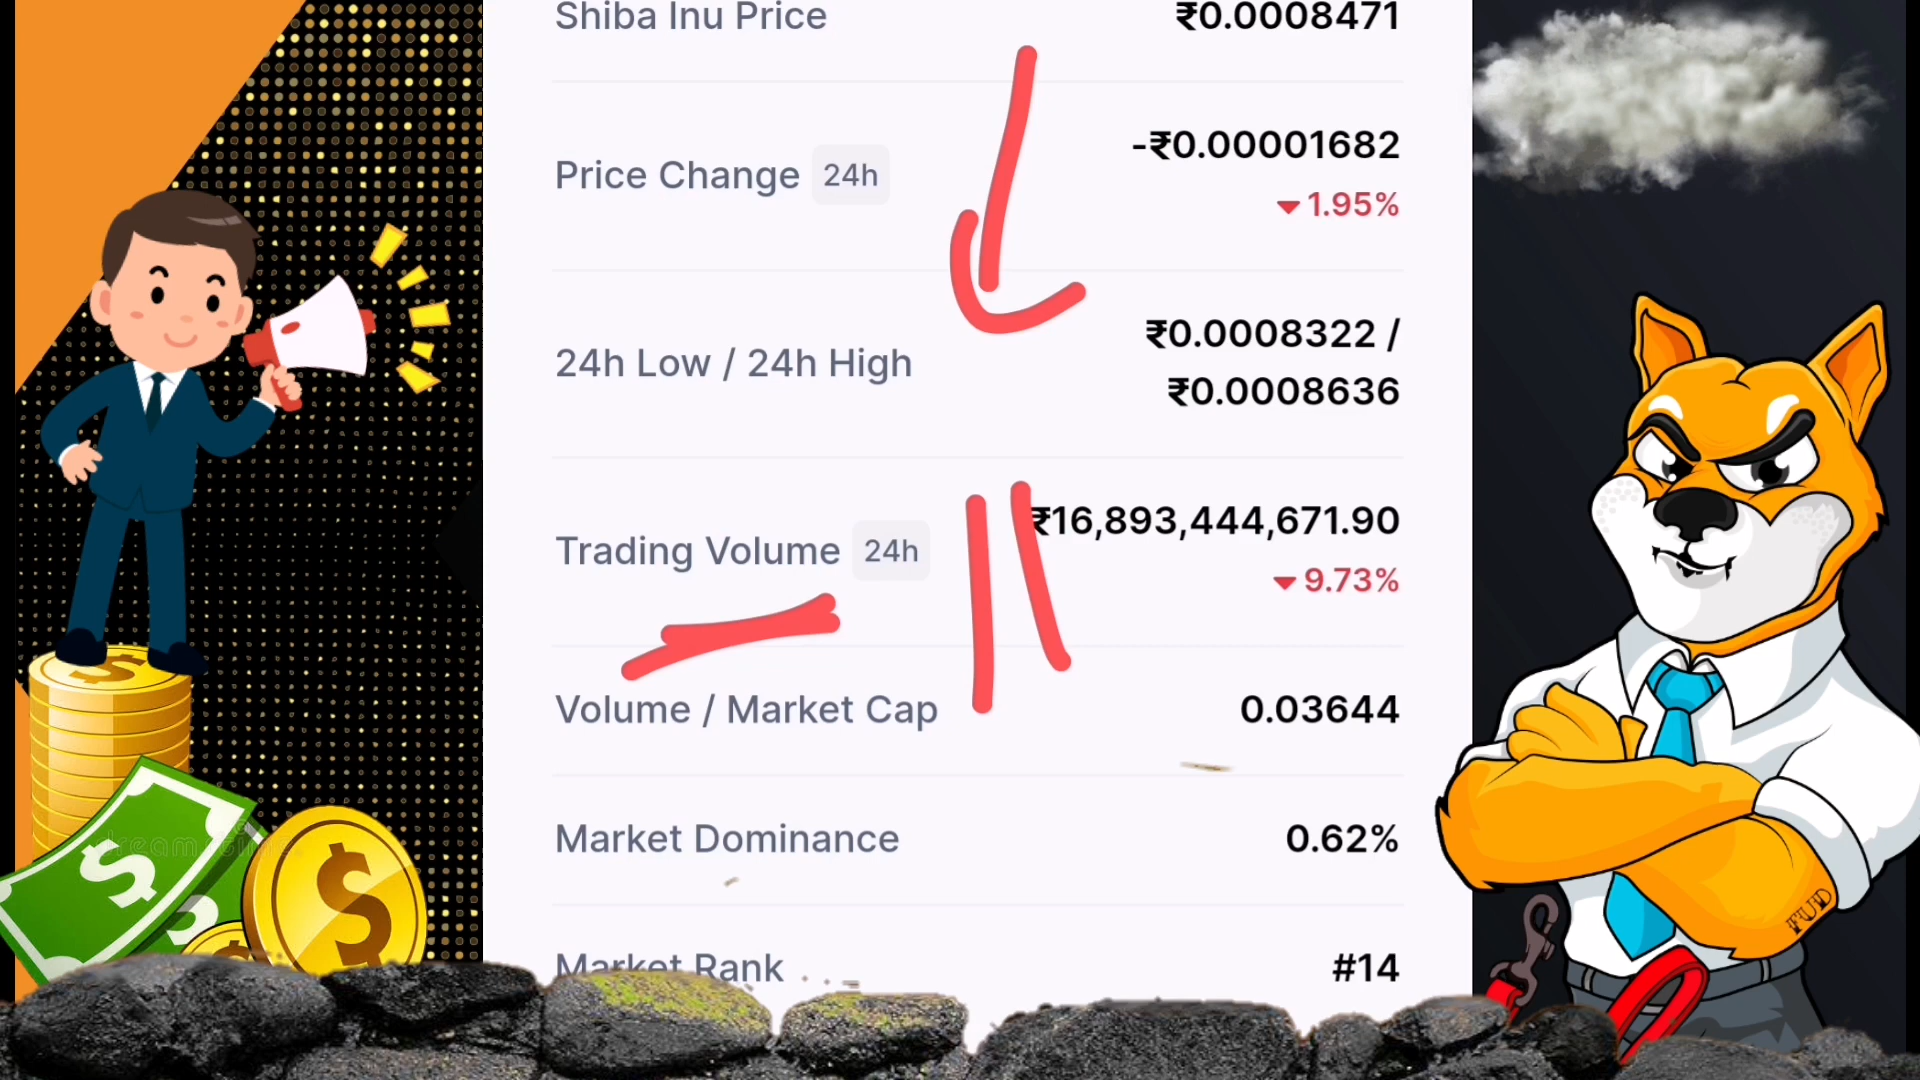 Shiba Inu Price ₹0.0008471
Price Change 24h -₹0.00001682
1.95%
24h Low / 24h High ₹0.0008322 /
₹0.0008636
Trading Volume 24h ₹16,893,444,671.90
9.73%
Volume / Market Cap 0.03644
Market Dominance 0.62%
Market Rank #14
FUD